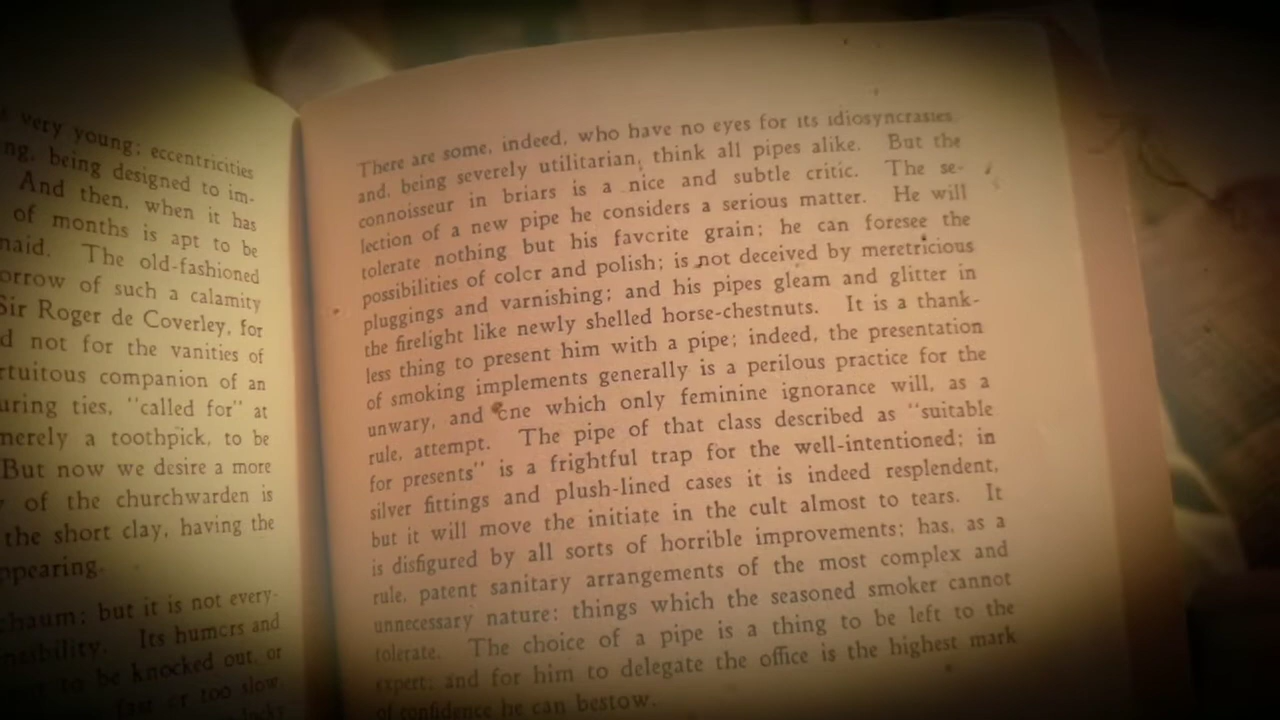 very young; eccentricities
being designed to im-
And then, when it has
of months is apt to be
The old-fashioned
of such a calamity
Sir Roger de Coverley, for
not for the vanities of
companion of an
ties, "called for" at
merely a toothpick, to be
But now we desire a more
of the churchwarden is
the short clay, having the
but it is not every-
Its humors and
to be knocked out, or
fast or too slow,
There are some, indeed, who have no eyes for its idiosyncrasies
and, being severely utilitarian, think all pipes alike. But the
connoisseur in briars is a nice and subtle critic. The se-
lection of a new pipe he considers a serious matter. He will
tolerate nothing but his favorite grain; he can foresee the
possibilities of color and polish; is not deceived by meretricious
pluggings and varnishing; and his pipes gleam and glitter in
the firelight like newly shelled horse-chestnuts. It is a thank-
less thing to present him with a pipe; indeed, the presentation
of smoking implements generally is a perilous practice for the
unwary, and one which only feminine ignorance will, as a
rule, attempt. The pipe of that class described as "suitable
for presents" is a frightful trap for the well-intentioned; in
silver fittings and plush-lined cases it is indeed resplendent,
but it will move the initiate in the cult almost to tears. It
is disfigured by all sorts of horrible improvements; has, as a
rule, patent sanitary arrangements of the most complex and
unnecessary nature; things which the seasoned smoker cannot
tolerate. The choice of a pipe is a thing to be left to the
expert; and for him to delegate the office is the highest mark
of confidence he can bestow.